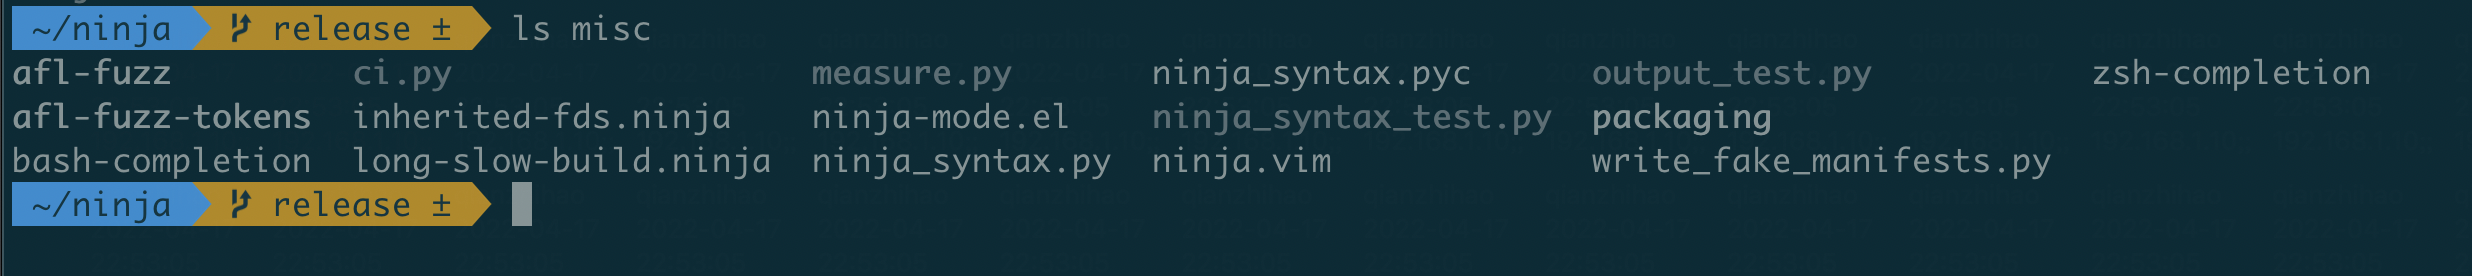 ~/ninja release ± ls misc
afl-fuzz ci.py measure.py ninja_syntax.pyc output_test.py zsh-completion
afl-fuzz-tokens inherited-fds.ninja ninja-mode.el ninja_syntax_test.py packaging
bash-completion long-slow-build.ninja ninja_syntax.py ninja.vim write_fake_manifests.py
~/ninja release ±